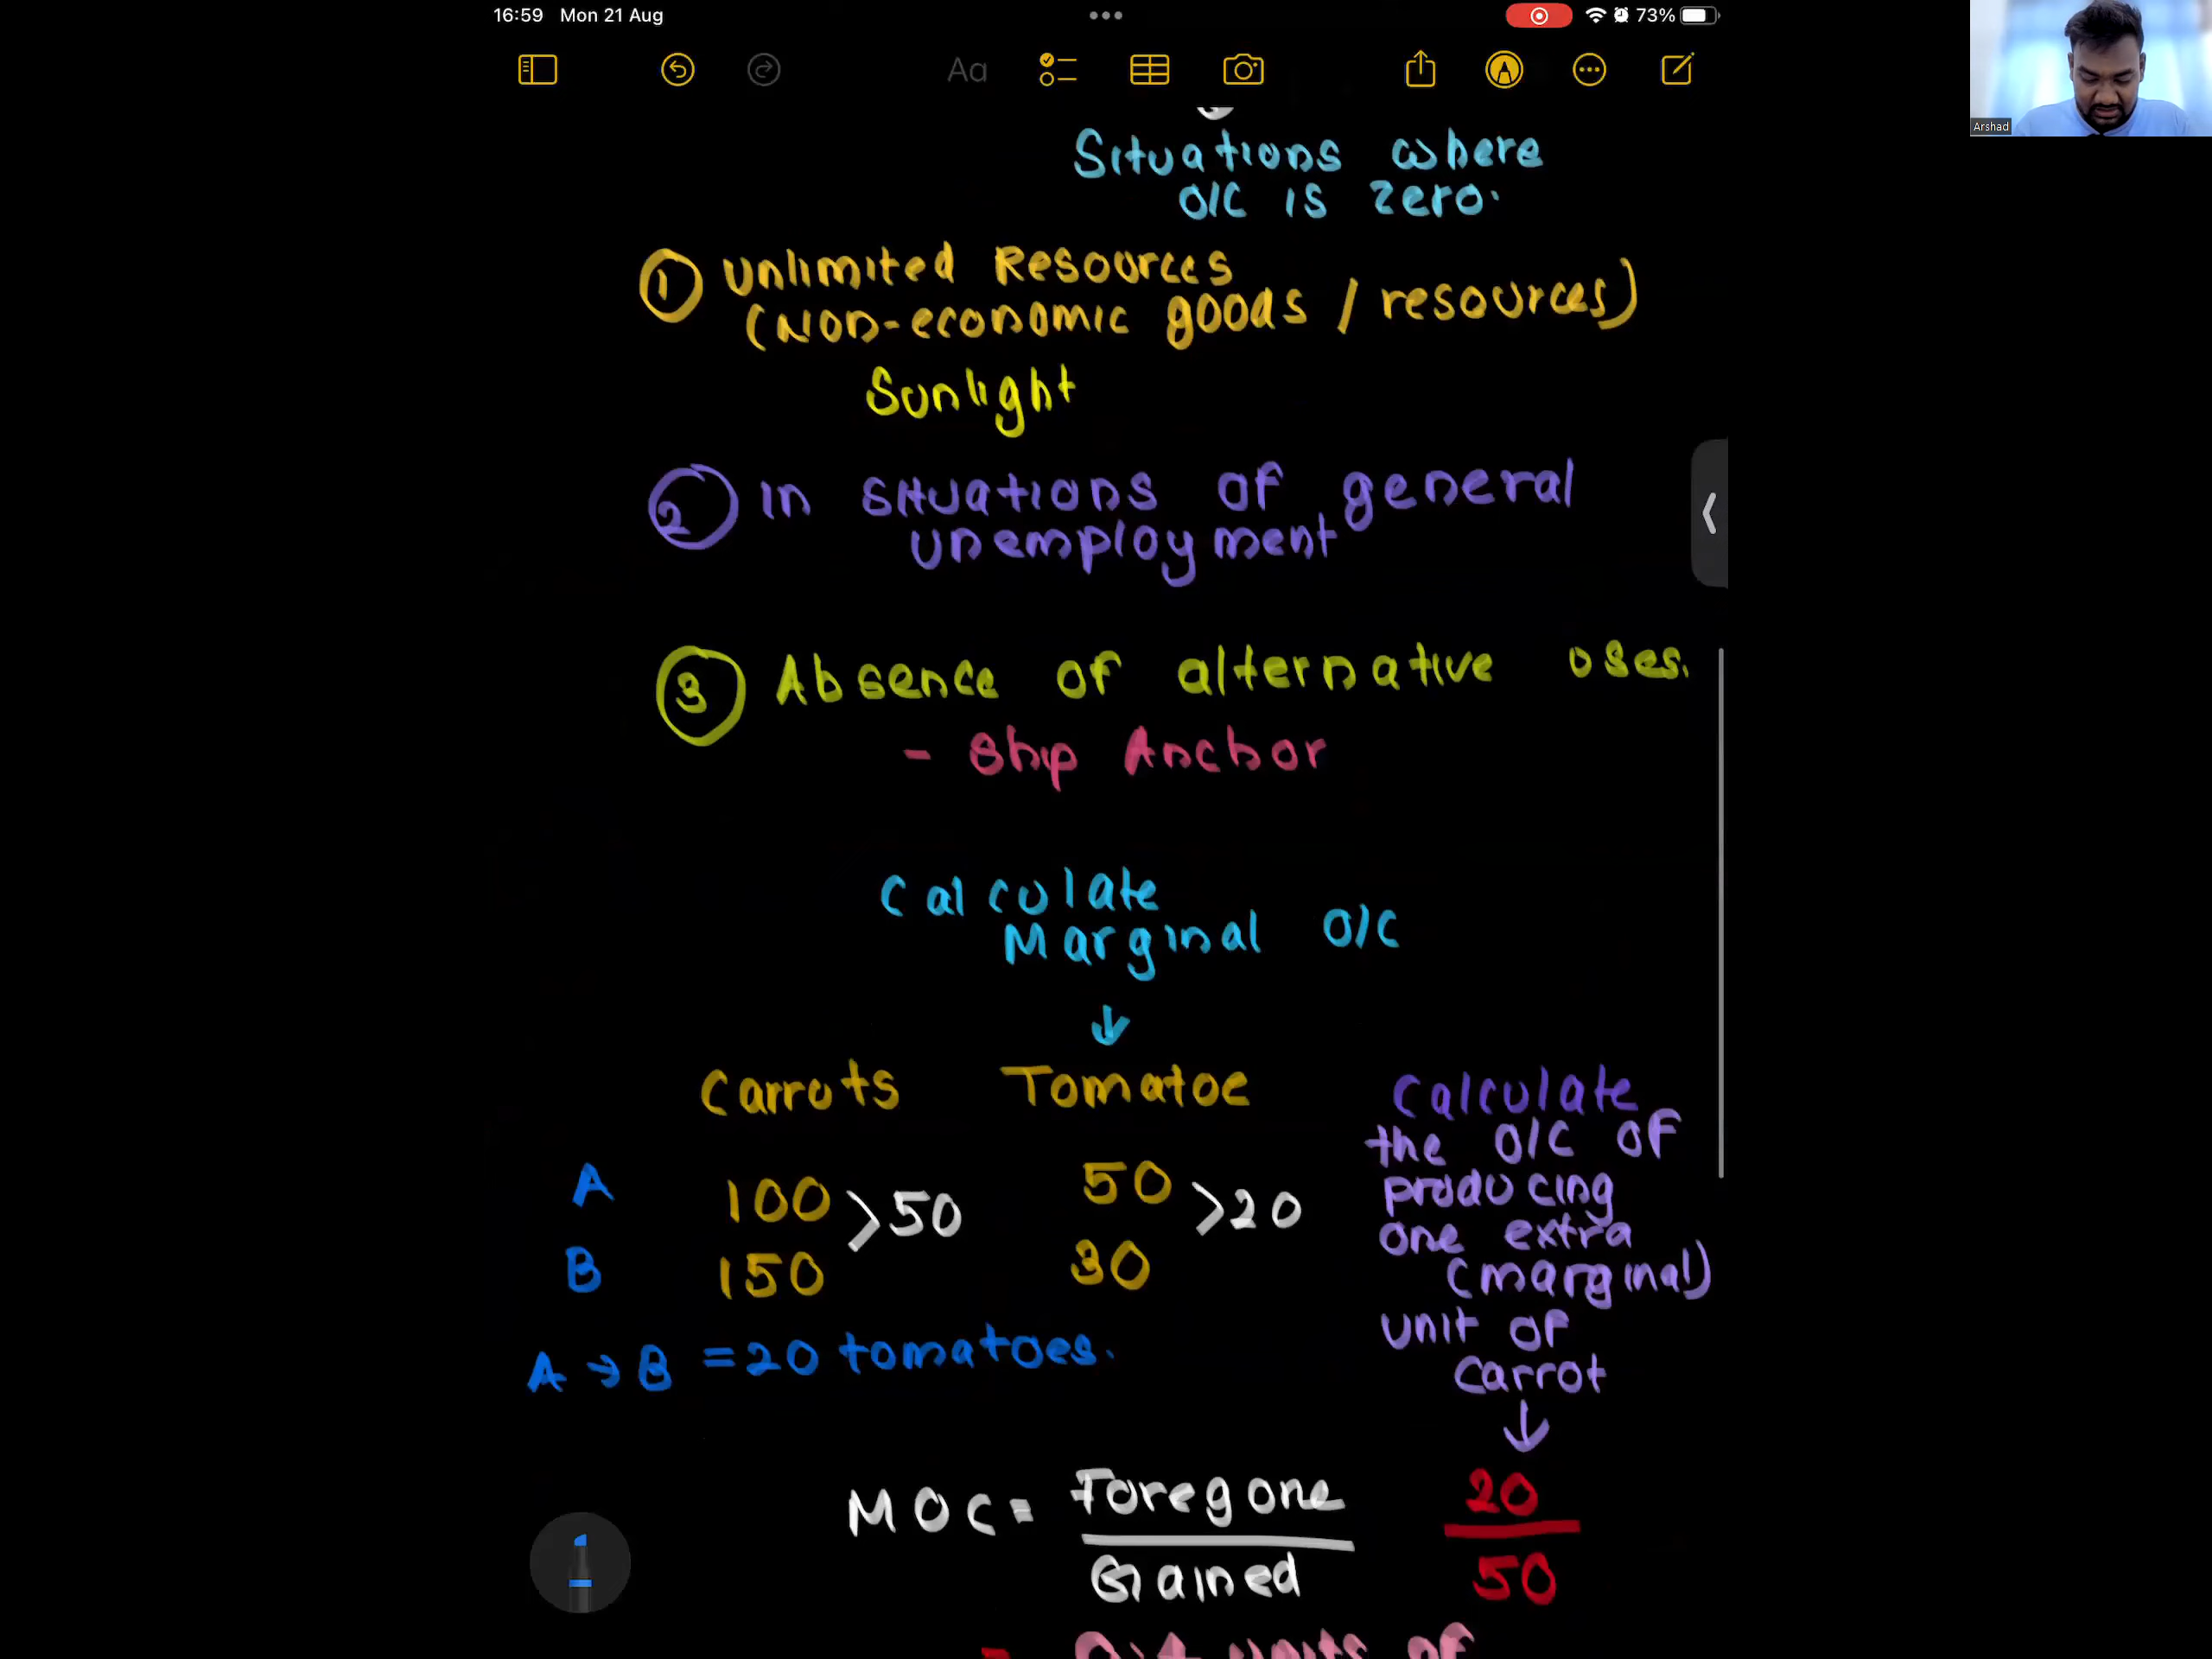 16:59 Mon 21 Aug
73%
Aa
Arshad
Situations where
O/C is zero.
1 Unlimited Resources
(Non-economic goods / resources)
Sunlight
2 In situations of general
unemployment
3 Absence of alternative uses.
- Ship Anchor
Calculate
Marginal O/C
↓
Carrots Tomatoe
A 100 >50 50 >20
B 150 30
A → B = 20 tomatoes.
Calculate
the O/C of
producing
one extra
(marginal)
unit of
carrot
↓
MOC = Foregone
Gained
20
50
units of